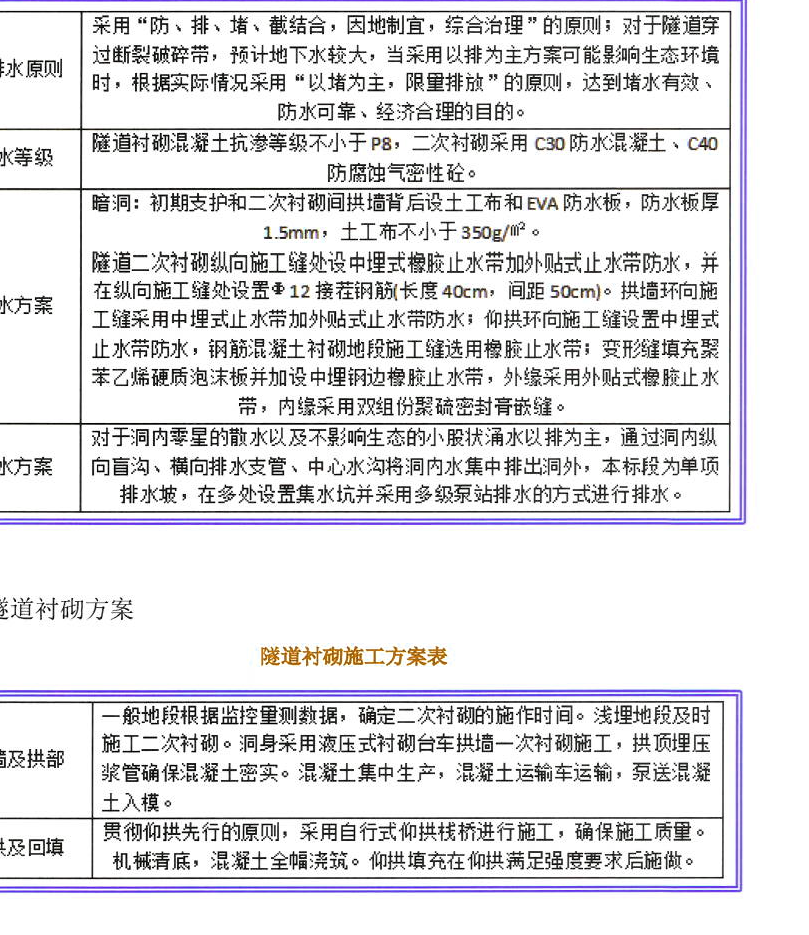 采用“防、排、堵、截结合，因地制宜，综合治理”的原则；对于隧道穿
过断裂破碎带，预计地下水较大，当采用以排为主方案可能影响生态环境
水原则
时，根据实际情况采用“以堵为主，限量排放”的原则，达到堵水有效、
防水可靠、经济合理的目的。
隧道衬砌混凝土抗渗等级不小于 P8，二次衬砌采用 C30 防水混凝土、C40
水等级
防腐蚀气密性砼。
暗洞：初期支护和二次衬砌间拱墙背后设土工布和 EVA 防水板，防水板厚
1.5mm，土工布不小于 350g/㎡。
隧道二次衬砌纵向施工缝处设中埋式橡胶止水带加外贴式止水带防水，并
在纵向施工缝处设置Φ12 接茬钢筋(长度 40cm，间距 50cm)。拱墙环向施
水方案
工缝采用中埋式止水带加外贴式止水带防水；仰拱环向施工缝设置中埋式
止水带防水，钢筋混凝土衬砌地段施工缝选用橡胶止水带；变形缝填充聚
苯乙烯硬质泡沫板并加设中埋钢边橡胶止水带，外缘采用外贴式橡胶止水
带，内缘采用双组份聚硫密封膏嵌缝。
对于洞内零星的散水以及不影响生态的小股状涌水以排为主，通过洞内纵
水方案
向盲沟、横向排水支管、中心水沟将洞内水集中排出洞外，本标段为单项
排水坡，在多处设置集水坑并采用多级泵站排水的方式进行排水。
隧道衬砌方案
隧道衬砌施工方案表
一般地段根据监控量测数据，确定二次衬砌的施作时间。浅埋地段及时
施工二次衬砌。洞身采用液压式衬砌台车拱墙一次衬砌施工，拱顶埋压
墙及拱部
浆管确保混凝土密实。混凝土集中生产，混凝土运输车运输，泵送混凝
土入模。
贯彻仰拱先行的原则，采用自行式仰拱栈桥进行施工，确保施工质量。
拱及回填
机械清底，混凝土全幅浇筑。仰拱填充在仰拱满足强度要求后施做。